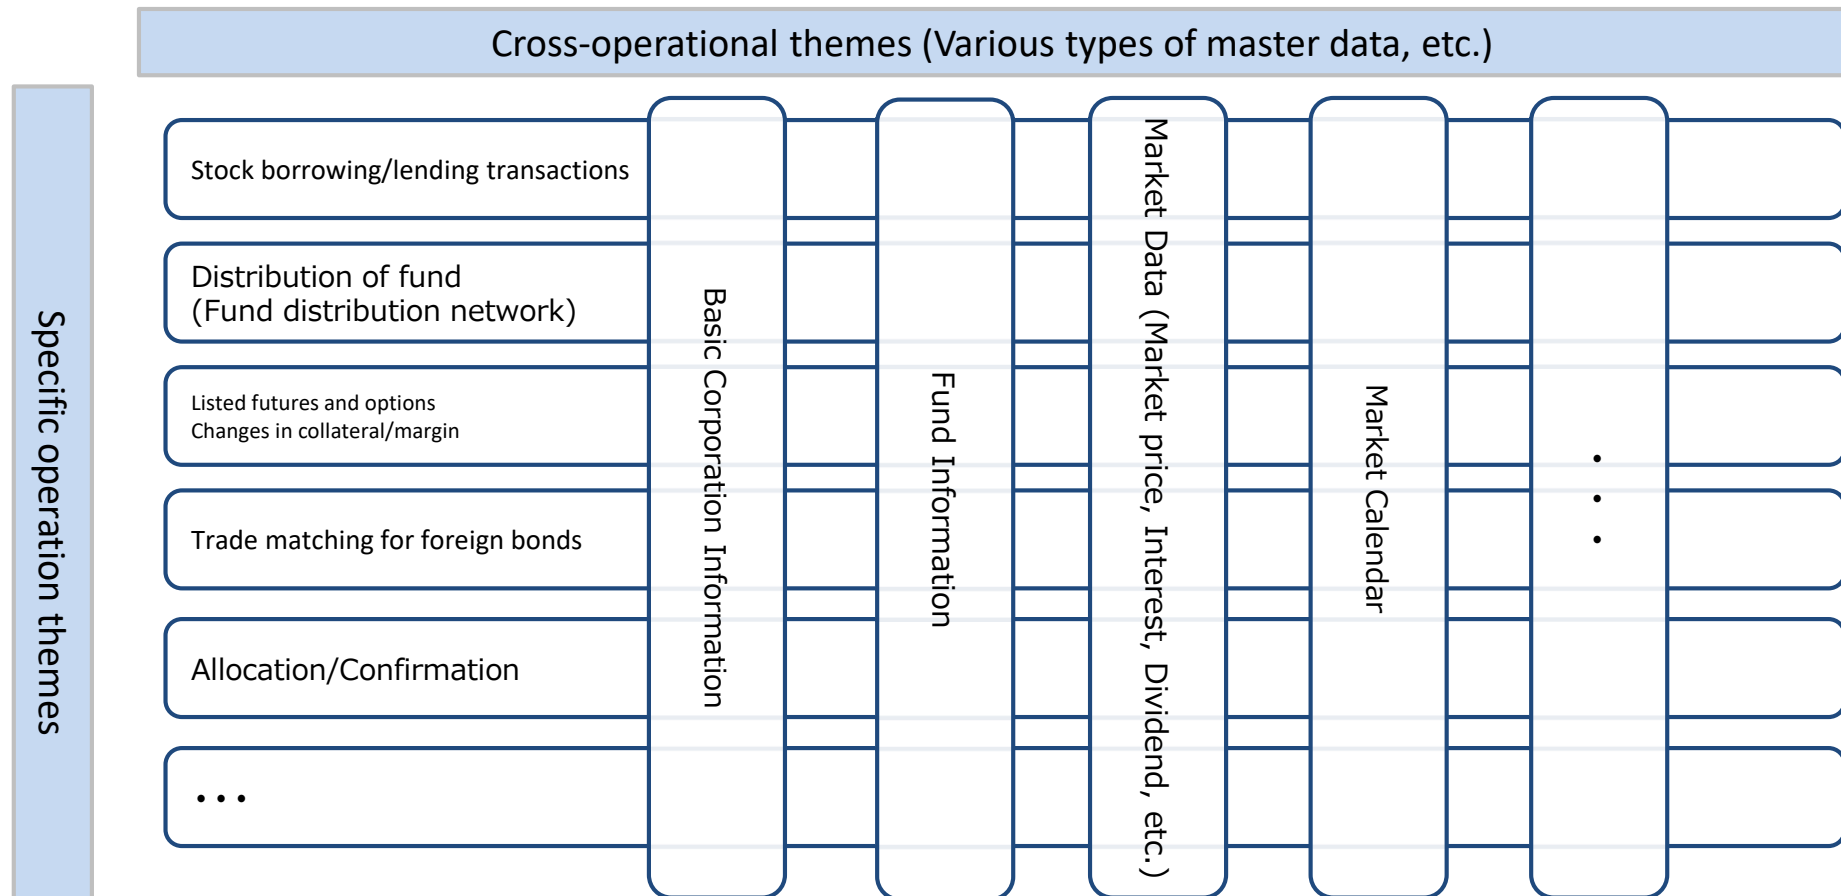 Cross-operational themes (Various types of master data, etc.)
Specific operation themes
Stock borrowing/lending transactions
Distribution of fund
(Fund distribution network)
Listed futures and options
Changes in collateral/margin
Trade matching for foreign bonds
Allocation/Confirmation
・・・
Basic Corporation Information
Fund Information
Market Data (Market price, Interest, Dividend, etc.)
Market Calendar
・・・